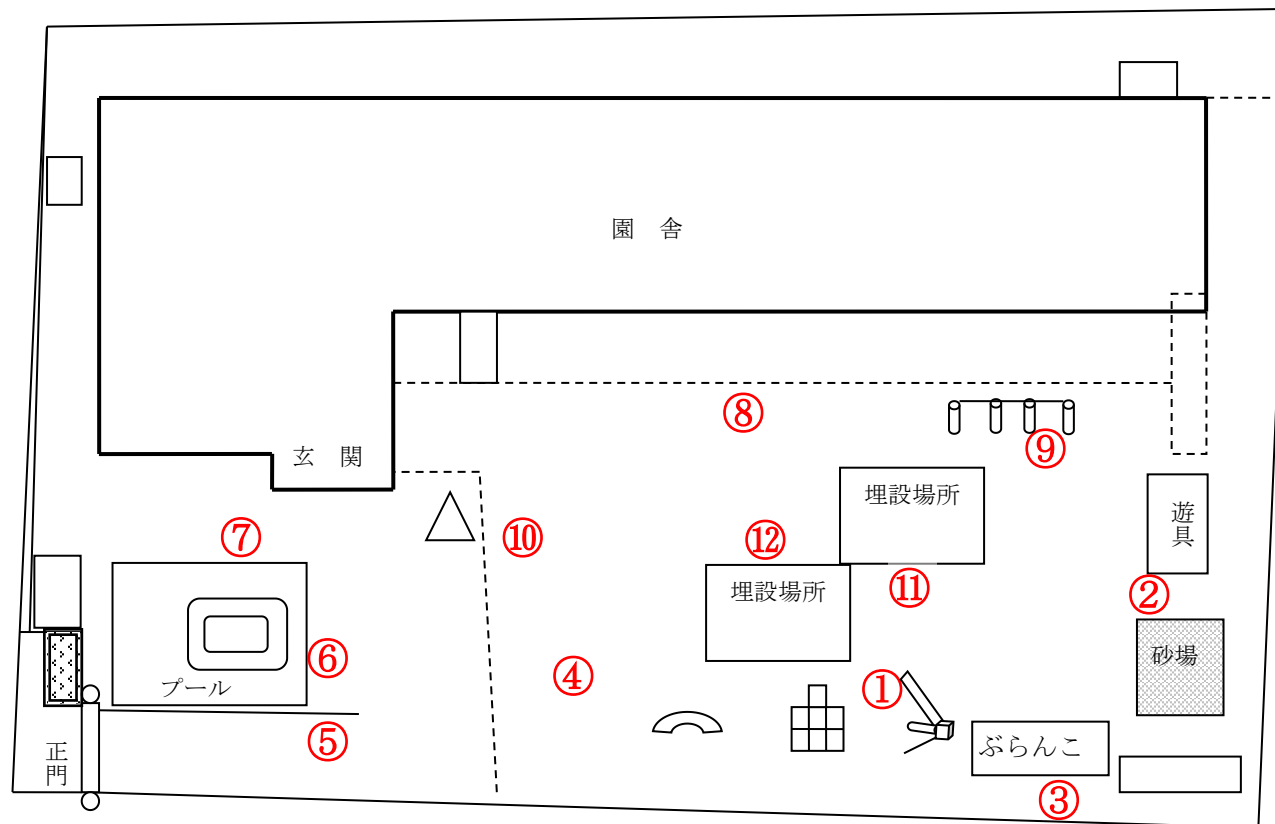 園 舎
⑧
⑨
玄 関
埋設場所
遊具
⑦
⑩
⑫
埋設場所
⑪
②
砂場
⑥
プール
④
①
⑤
正門
ぶらんこ
③